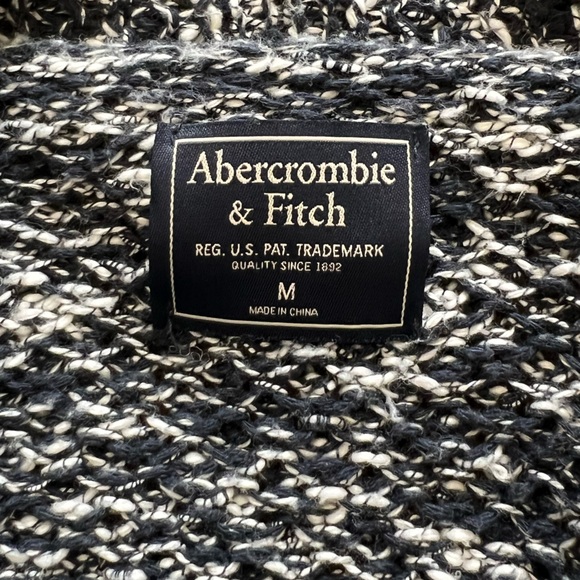 Abercrombie
& Fitch
REG. U.S. PAT. TRADEMARK
QUALITY SINCE 1892
M
MADE IN CHINA